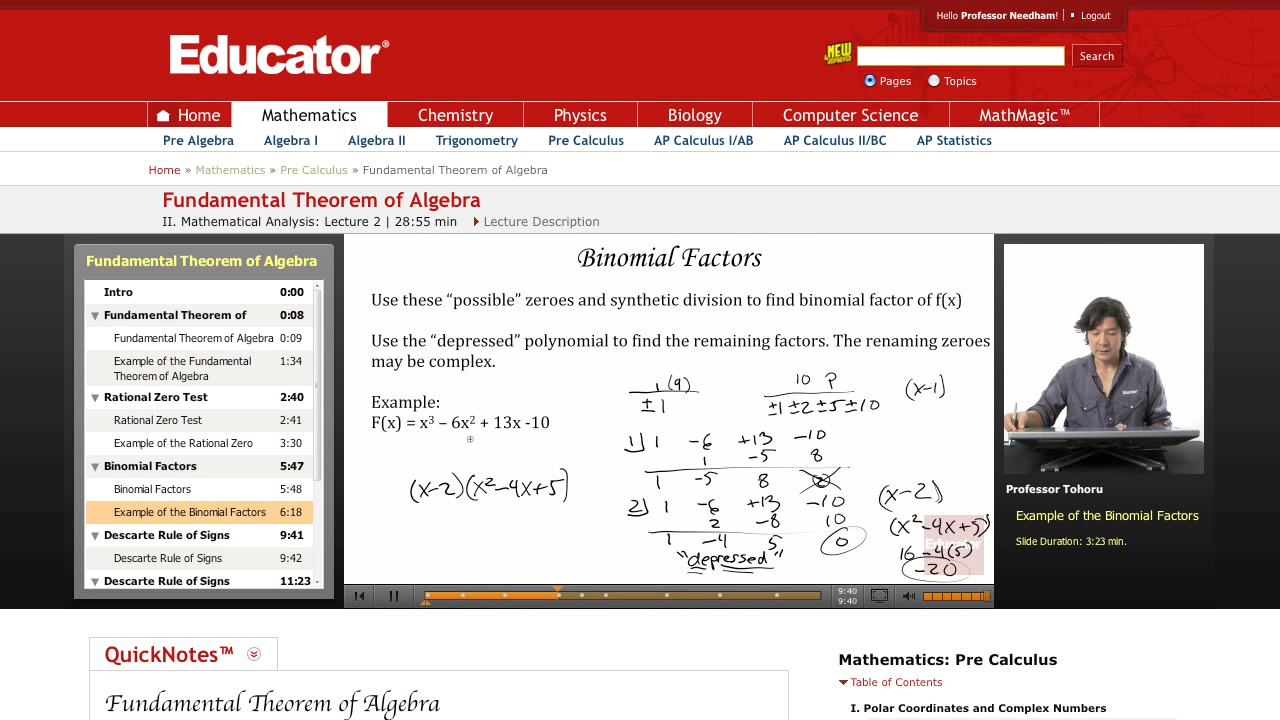 Hello Professor Needham! | ▪ Logout
Educator®
NEW
Search
Pages Topics
Home Mathematics Chemistry Physics Biology Computer Science MathMagic™
Pre Algebra Algebra I Algebra II Trigonometry Pre Calculus AP Calculus I/AB AP Calculus II/BC AP Statistics
Home » Mathematics » Pre Calculus » Fundamental Theorem of Algebra
Fundamental Theorem of Algebra
II. Mathematical Analysis: Lecture 2 | 28:55 min Lecture Description
Fundamental Theorem of Algebra
Intro 0:00
Fundamental Theorem of 0:08
Fundamental Theorem of Algebra 0:09
Example of the Fundamental 1:34
Theorem of Algebra
Rational Zero Test 2:40
Rational Zero Test 2:41
Example of the Rational Zero 3:30
Binomial Factors 5:47
Binomial Factors 5:48
Example of the Binomial Factors 6:18
Descarte Rule of Signs 9:41
Descarte Rule of Signs 9:42
Descarte Rule of Signs 11:23
Binomial Factors
Use these “possible” zeroes and synthetic division to find binomial factor of f(x)
Use the “depressed” polynomial to find the remaining factors. The renaming zeroes
may be complex.
Example:
F(x) = x³ – 6x² + 13x -10
(x-2)(x²-4x+5)
1 (q) 10 P (x-1)
±1 ±1 ±2 ±5 ±10
1) 1 -6 +13 -10
1 -5 8
1 -5 8
2) 1 -6 +13 -10 (x-2)
2 -8 10 (x²-4x+5)
1 -4 5 0 16-4(5)
"depressed" -20
Educator
9:40
9:40
Professor Tohoru
Example of the Binomial Factors
Slide Duration: 3:23 min.
QuickNotes™
Fundamental Theorem of Algebra
Mathematics: Pre Calculus
Table of Contents
I. Polar Coordinates and Complex Numbers